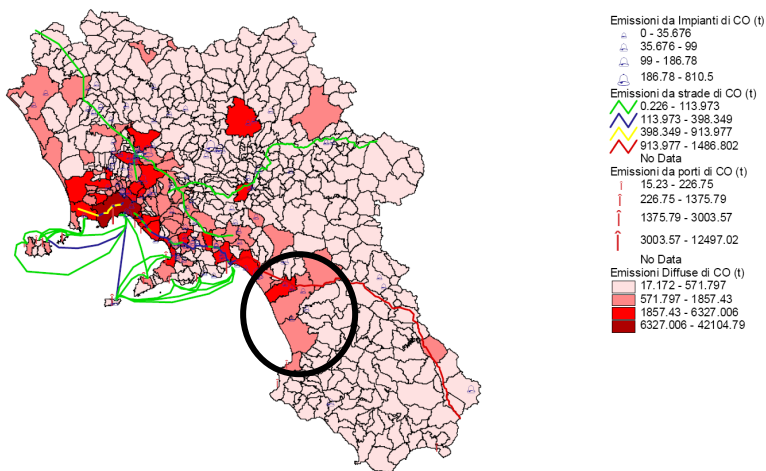 Emissioni da Impianti di CO (t)
0 - 35.676
35.676 - 99
99 - 186.78
186.78 - 810.5
Emissioni da strade di CO (t)
0.226 - 113.973
113.973 - 398.349
398.349 - 913.977
913.977 - 1486.802
No Data
Emissioni da porti di CO (t)
15.23 - 226.75
226.75 - 1375.79
1375.79 - 3003.57
3003.57 - 12497.02
No Data
Emissioni Diffuse di CO (t)
17.172 - 571.797
571.797 - 1857.43
1857.43 - 6327.006
6327.006 - 42104.79